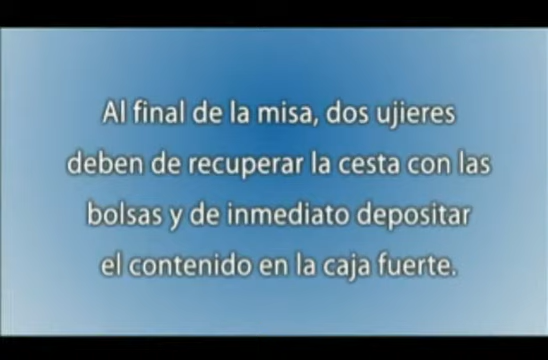 Al final de la misa, dos ujieres
deben de recuperar la cesta con las
bolsas y de inmediato depositar
el contenido en la caja fuerte.